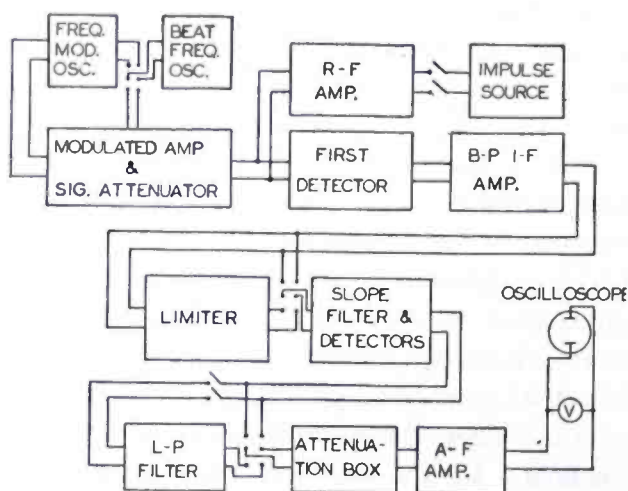 FREQ.
MOD.
OSC.
BEAT
FREQ.
OSC.
R-F
AMP.
IMPULSE
SOURCE
MODULATED AMP
&
SIG. ATTENUATOR
FIRST
DETECTOR
B-P I-F
AMP.
LIMITER
SLOPE
FILTER &
DETECTORS
OSCILLOSCOPE
V
L-P
FILTER
ATTENUA-
TION BOX
A-F
AMP.